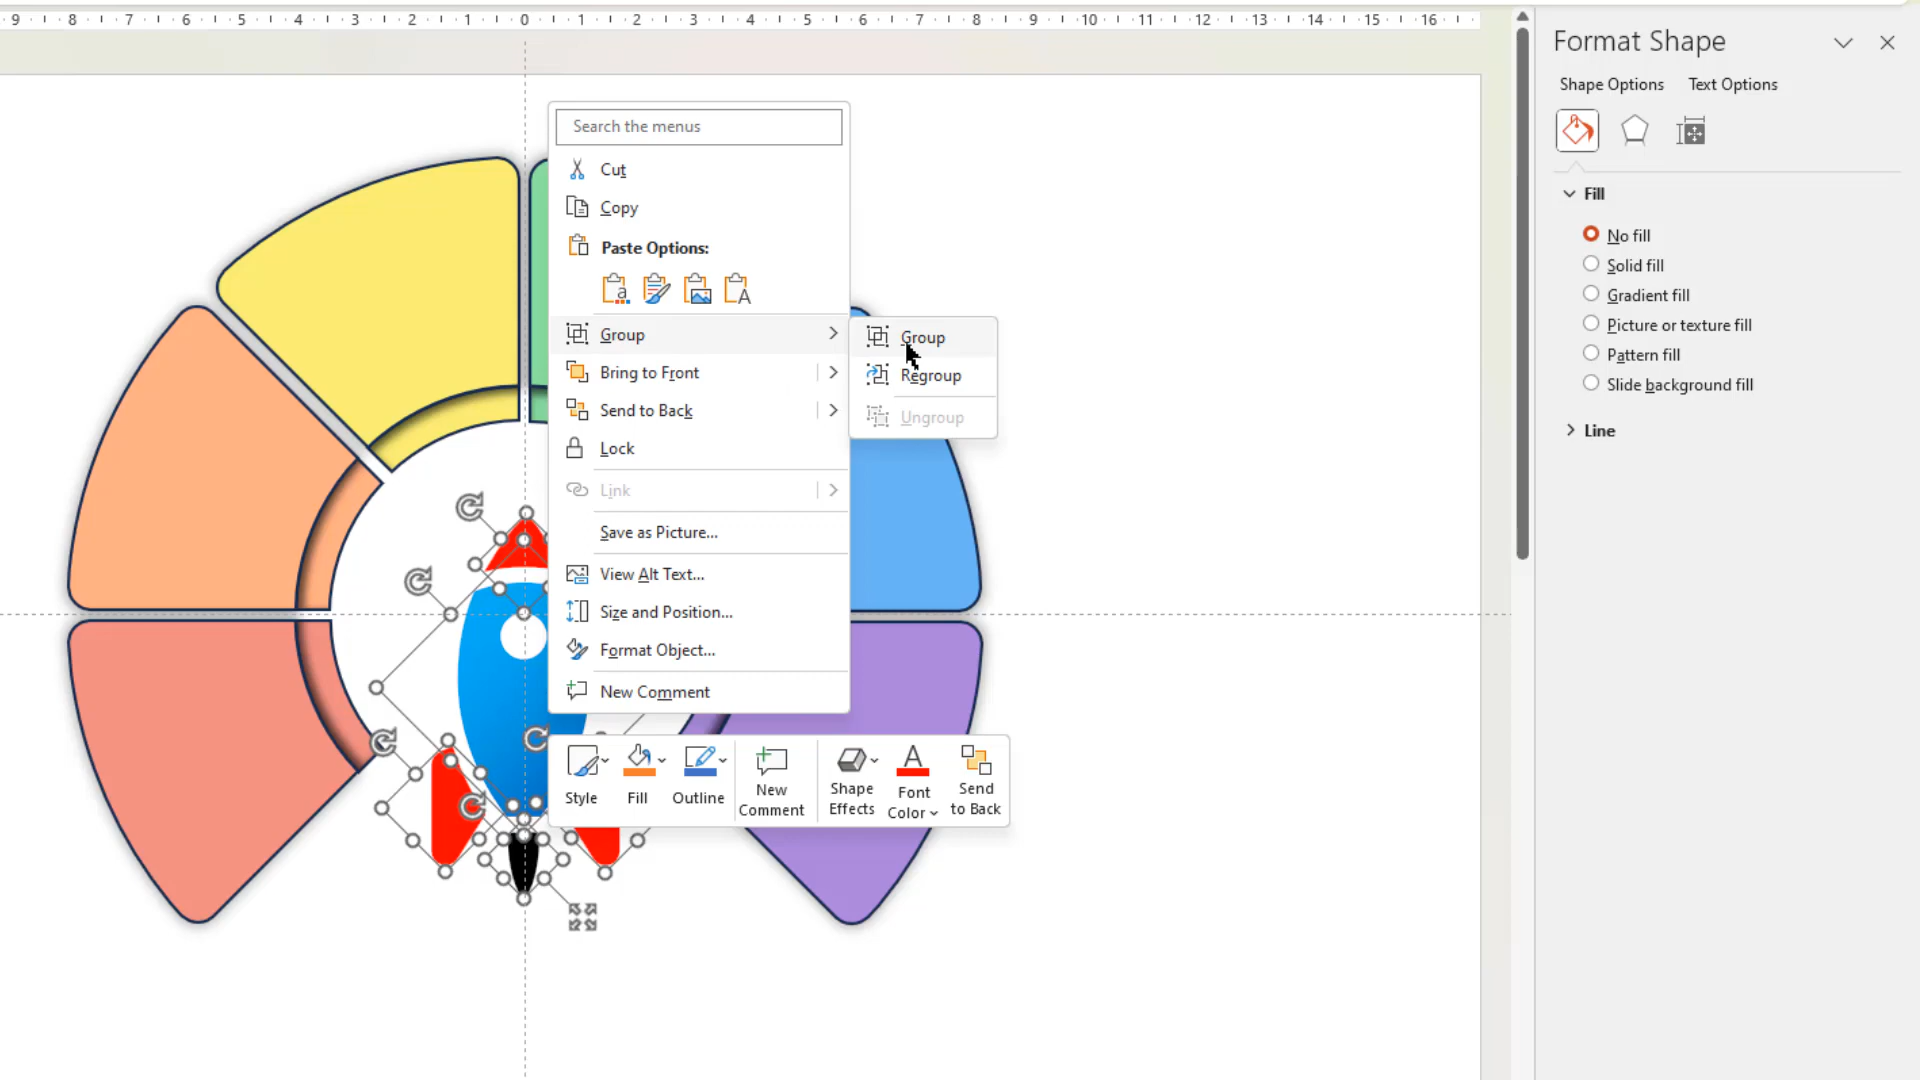 9 8 7 6 5 4 3 2 1 0 1 2 3 4 5 6 7 8 9 10 11 12 13 14 15 16
Format Shape
Shape Options Text Options
Fill
No fill
Solid fill
Gradient fill
Picture or texture fill
Pattern fill
Slide background fill
Line
Search the menus
Cut
Copy
Paste Options:
Group
Bring to Front
Send to Back
Lock
Link
Save as Picture...
View Alt Text...
Size and Position...
Format Object...
New Comment
Group
Regroup
Ungroup
Style
Fill
Outline
New
Comment
Shape
Effects
Font
Color
Send
to Back